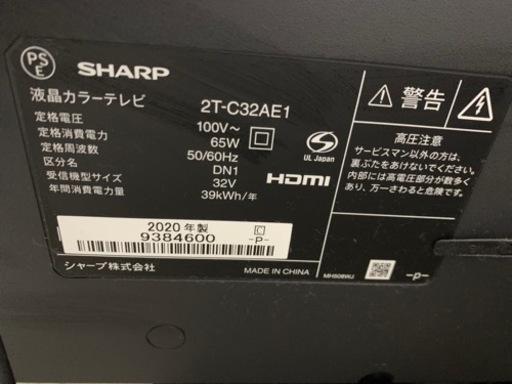 PS
E
SHARP
液晶カラーテレビ 2T-C32AE1
定格電圧 100V~
定格消費電力 65W
定格周波数 50/60Hz
区分名 DN1
受信機型サイズ 32V
年間消費電力量 39kWh/年
UL Japan
HDMI
2020年製 C
9384600 -P-
シャープ株式会社
MADE IN CHINA
警告
高圧注意
サービスマン以外の方は、
裏ぶたをあけないでください。
内部には高電圧部分が数多く
あり、万一さわると危険です。
-p-